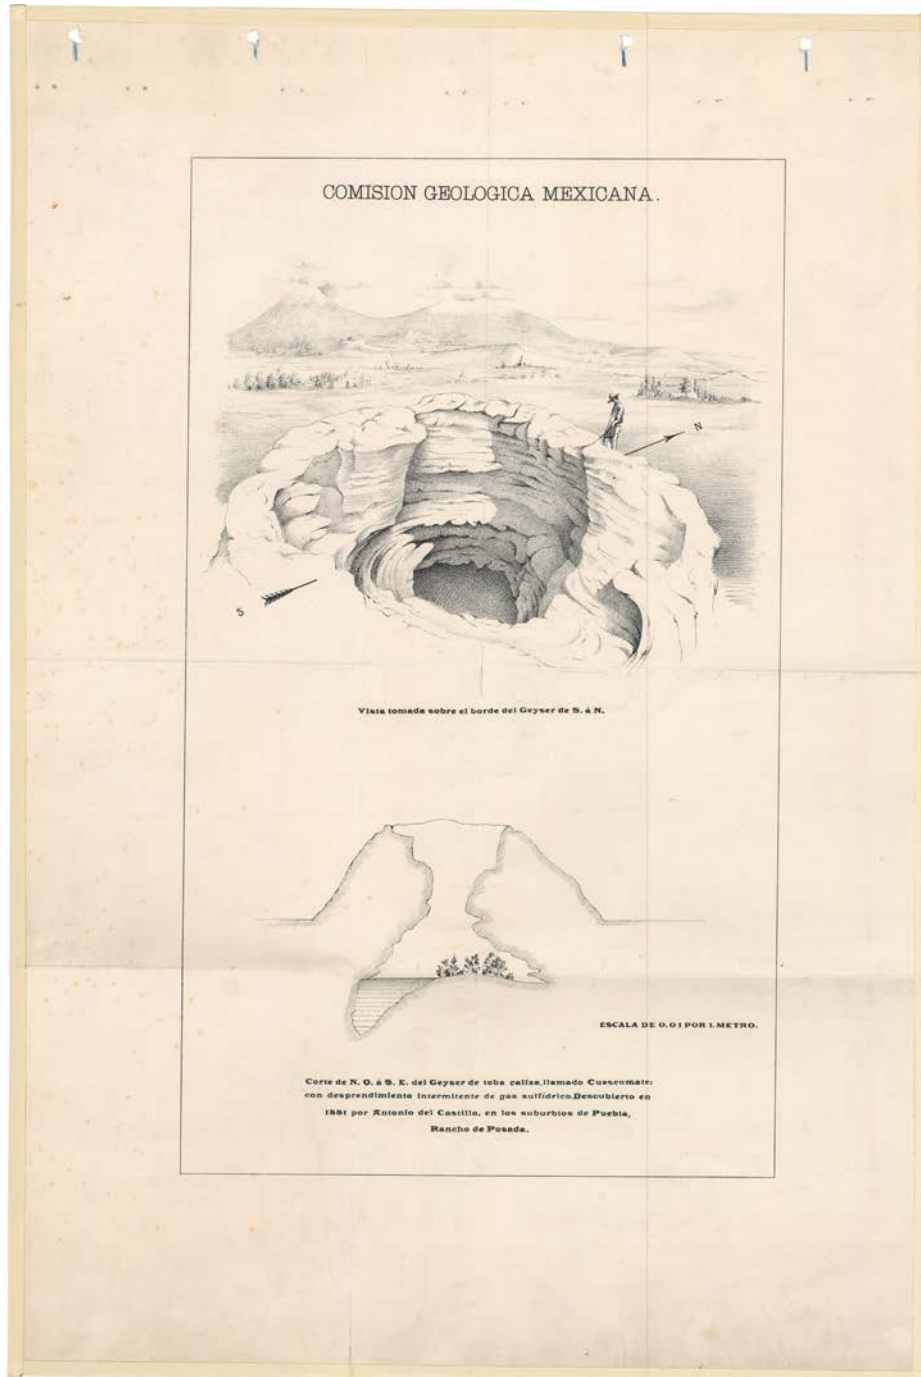 COMISION GEOLOGICA MEXICANA.
N
S
Vista tomada sobre el borde del Geyser de S. á N.
ESCALA DE 0.01 POR 1. METRO.
Corte de N. O. á S. E. del Geyser de toba caliza, llamado Cuescomate;
con desprendimiento intermitente de gas sulfídrico. Descubierto en
1881 por Antonio del Castillo, en los suburbios de Puebla,
Rancho de Posada.